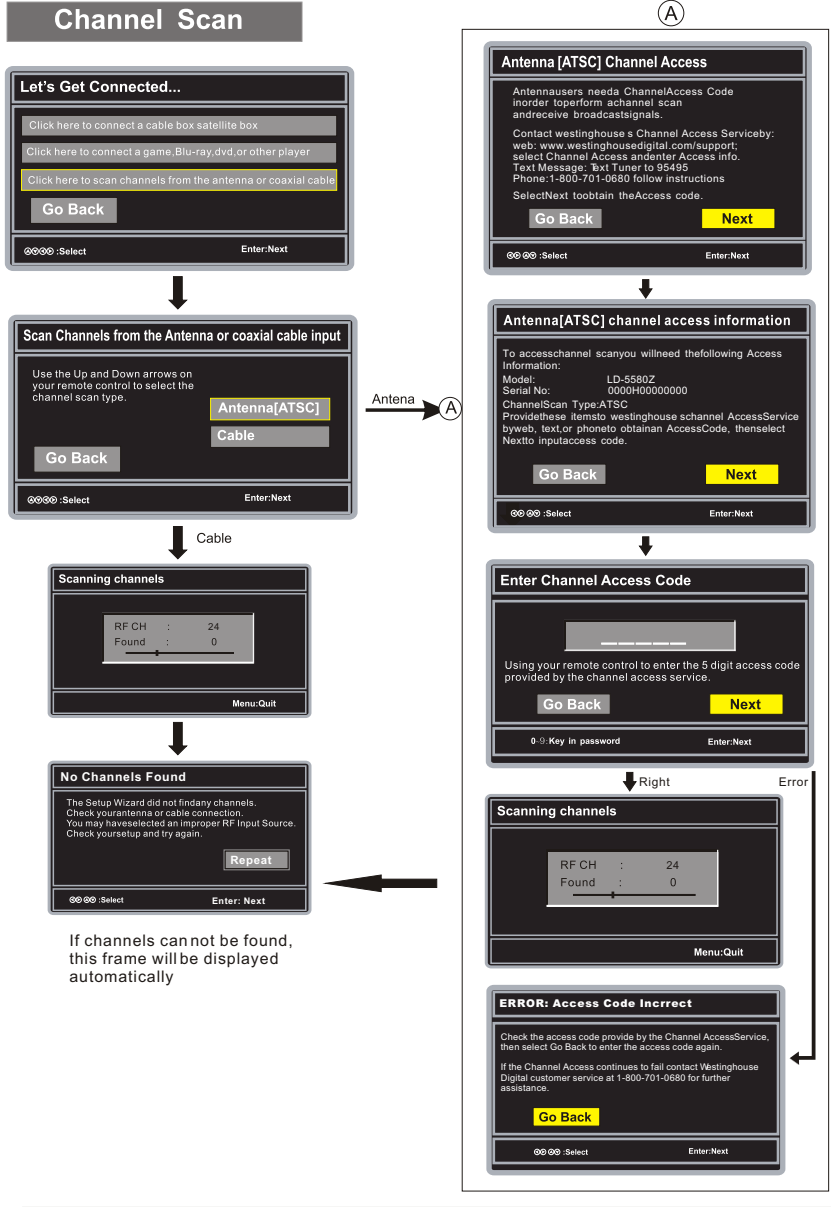 Channel Scan
Let's Get Connected...
Click here to connect a cable box satellite box
Click here to connect a game,Blu-ray,dvd,or other player
Click here to scan channels from the antenna or coaxial cable
Go Back
:Select
Enter:Next
Scan Channels from the Antenna or coaxial cable input
Use the Up and Down arrows on
your remote control to select the
channel scan type.
Antenna[ATSC]
Cable
Go Back
:Select
Enter:Next
Antena
A
Cable
Scanning channels
RF CH : 24
Found : 0
Menu:Quit
No Channels Found
The Setup Wizard did not findany channels.
Check yourantenna or cable connection.
You may haveselected an improper RF Input Source.
Check yoursetup and try again.
Repeat
:Select
Enter: Next
If channels can not be found,
this frame will be displayed
automatically
A
Antenna [ATSC] Channel Access
Antennausers needa ChannelAccess Code
inorder toperform achannel scan
andreceive broadcastsignals.
Contact westinghouse s Channel Access Serviceby:
web: www.westinghousedigital.com/support;
select Channel Access andenter Access info.
Text Message: Text Tuner to 95495
Phone:1-800-701-0680 follow instructions
SelectNext toobtain theAccess code.
Go Back
Next
:Select
Enter:Next
Antenna[ATSC] channel access information
To accesschannel scanyou willneed thefollowing Access
Information:
Model: LD-5580Z
Serial No: 0000H00000000
ChannelScan Type:ATSC
Providethese itemsto westinghouse schannel AccessService
byweb, text,or phoneto obtainan AccessCode, thenselect
Nextto inputaccess code.
Go Back
Next
:Select
Enter:Next
Enter Channel Access Code
_ _ _ _ _
Using your remote control to enter the 5 digit access code
provided by the channel access service.
Go Back
Next
0~9:Key in password
Enter:Next
Right
Error
Scanning channels
RF CH : 24
Found : 0
Menu:Quit
ERROR: Access Code Incrrect
Check the access code provide by the Channel AccessService,
then select Go Back to enter the access code again.
If the Channel Access continues to fail contact Westinghouse
Digital customer service at 1-800-701-0680 for further
assistance.
Go Back
:Select
Enter:Next